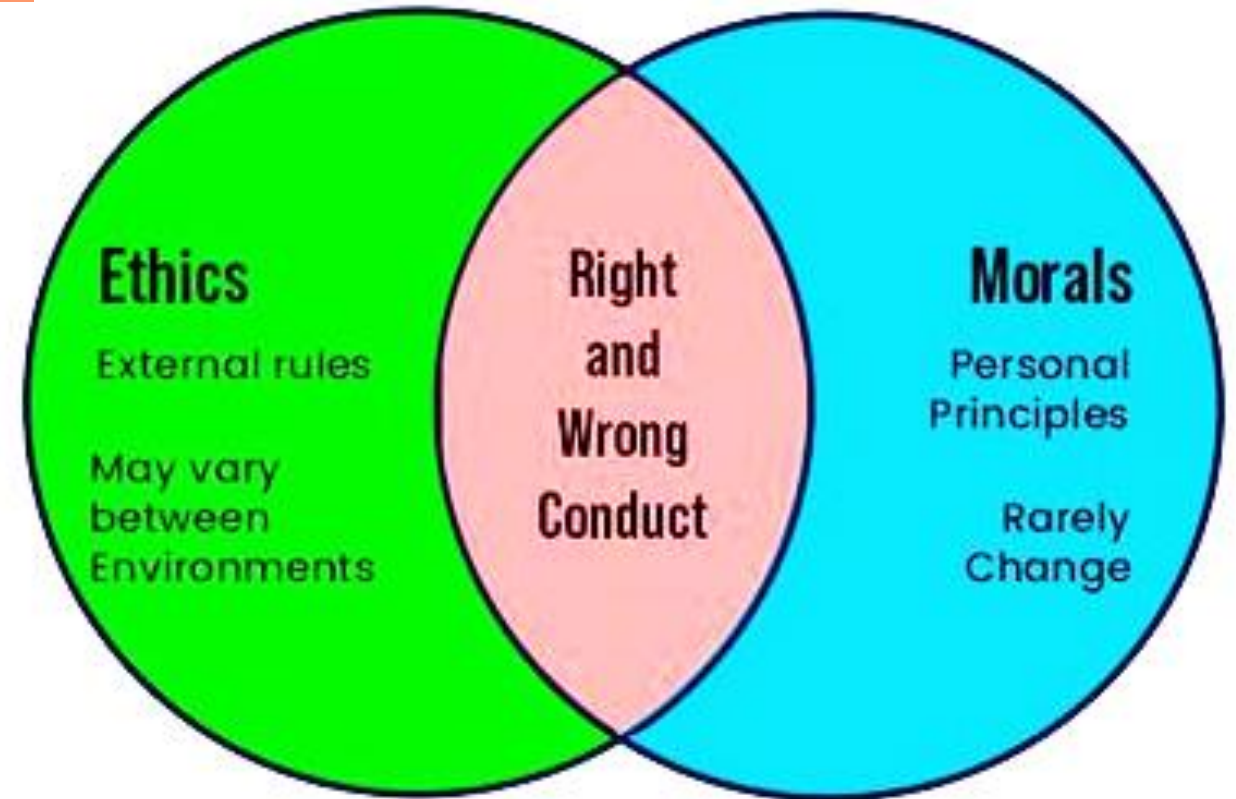 Ethics
External rules
May vary
between
Environments
Right
and
Wrong
Conduct
Morals
Personal
Principles
Rarely
Change